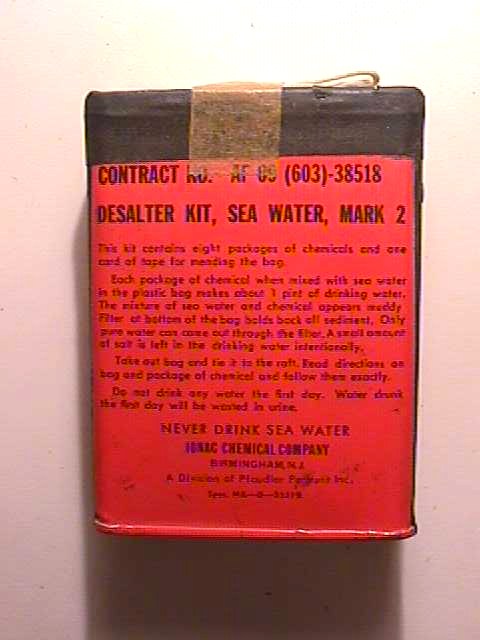 CONTRACT NO. AF 09 (603)-38518
DESALTER KIT, SEA WATER, MARK 2
This kit contains eight packages of chemicals and one
card of tape for mending the bag.
Each package of chemical when mixed with sea water
in the plastic bag makes about 1 pint of drinking water.
The mixture of sea water and chemical appears muddy
Filter at bottom of the bag holds back all sediment. Only
pure water can come out through the filter. A small amount
of salt is left in the drinking water intentionally.
Take out bag and tie it to the raft. Read directions on
bag and package of chemical and follow them exactly.
Do not drink any water the first day. Water drunk
the first day will be wasted in urine.
NEVER DRINK SEA WATER
IONAC CHEMICAL COMPANY
BIRMINGHAM, N.J.
A Division of Pfaudler Permutit Inc.
Spec.